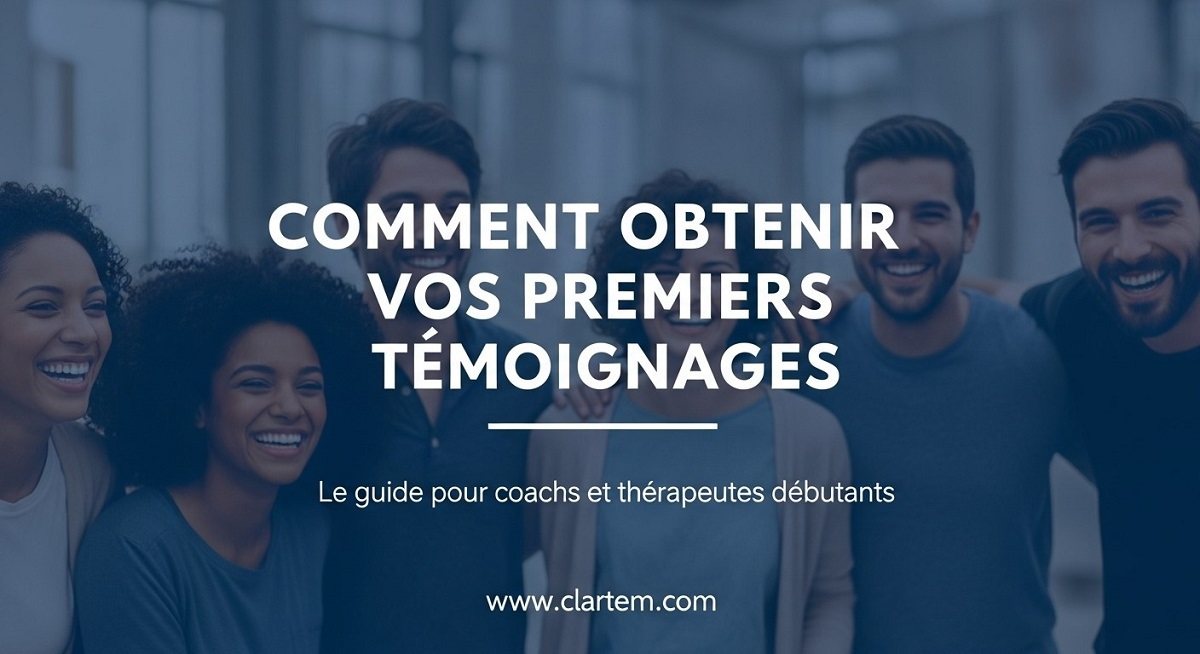 COMMENT OBTENIR
VOS PREMIERS
TÉMOIGNAGES
Le guide pour coachs et thérapeutes débutants
www.clartem.com